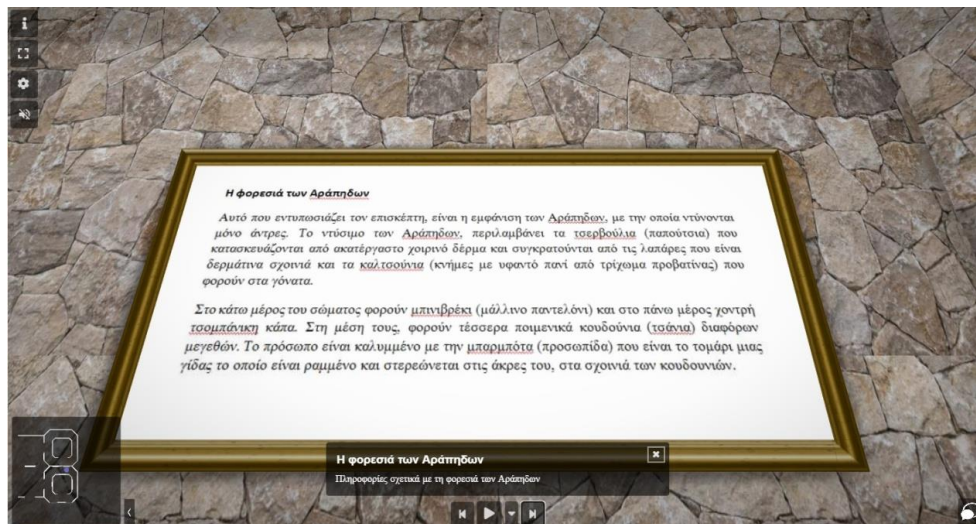 Η φορεσιά των Αράπηδων
Αυτό που εντυπωσιάζει τον επισκέπτη, είναι η εμφάνιση των Αράπηδων, με την οποία ντύνονται
μόνο άντρες. Το ντύσιμο των Αράπηδων, περιλαμβάνει τα τσερβούλια (παπούτσια) που
κατασκευάζονται από ακατέργαστο χοιρινό δέρμα και συγκρατούνται από τις λαπάρες που είναι
δερμάτινα σχοινιά και τα καλτσούνια (κνήμες με υφαντό πανί από τρίχωμα προβατίνας) που
φορούν στα γόνατα.
Στο κάτω μέρος του σώματος φορούν μπινιβρέκι (μάλλινο παντελόνι) και στο πάνω μέρος χοντρή
τσομπάνικη κάπα. Στη μέση τους, φορούν τέσσερα ποιμενικά κουδούνια (τσάνια) διαφόρων
μεγεθών. Το πρόσωπο είναι καλυμμένο με την μπαρμπότα (προσωπίδα) που είναι το τομάρι μιας
γίδας το οποίο είναι ραμμένο και στερεώνεται στις άκρες του, στα σχοινιά των κουδουνιών.
Η φορεσιά των Αράπηδων
Πληροφορίες σχετικά με τη φορεσιά των Αράπηδων